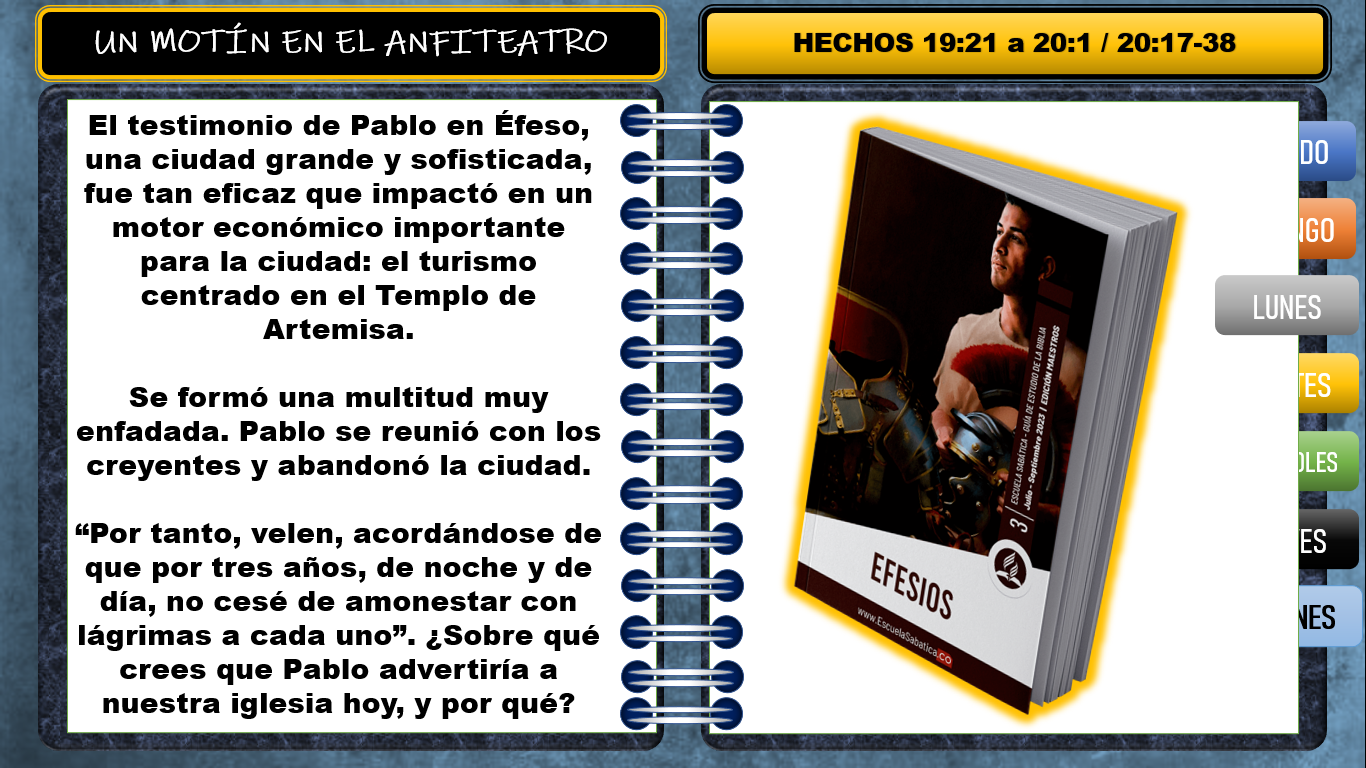 UN MOTÍN EN EL ANFITEATRO
HECHOS 19:21 a 20:1 / 20:17-38
El testimonio de Pablo en Éfeso,
una ciudad grande y sofisticada,
fue tan eficaz que impactó en un
motor económico importante
para la ciudad: el turismo
centrado en el Templo de
Artemisa.
Se formó una multitud muy
enfadada. Pablo se reunió con los
creyentes y abandonó la ciudad.
“Por tanto, velen, acordándose de
que por tres años, de noche y de
día, no cesé de amonestar con
lágrimas a cada uno”. ¿Sobre qué
crees que Pablo advertiría a
nuestra iglesia hoy, y por qué?
3 | ESCUELA SABÁTICA - GUÍA DE ESTUDIO DE LA BIBLIA
Julio - Septiembre 2023 | EDICIÓN MAESTROS
EFESIOS
www.EscuelaSabatica.co
DO
NGO
LUNES
TES
OLES
ES
NES